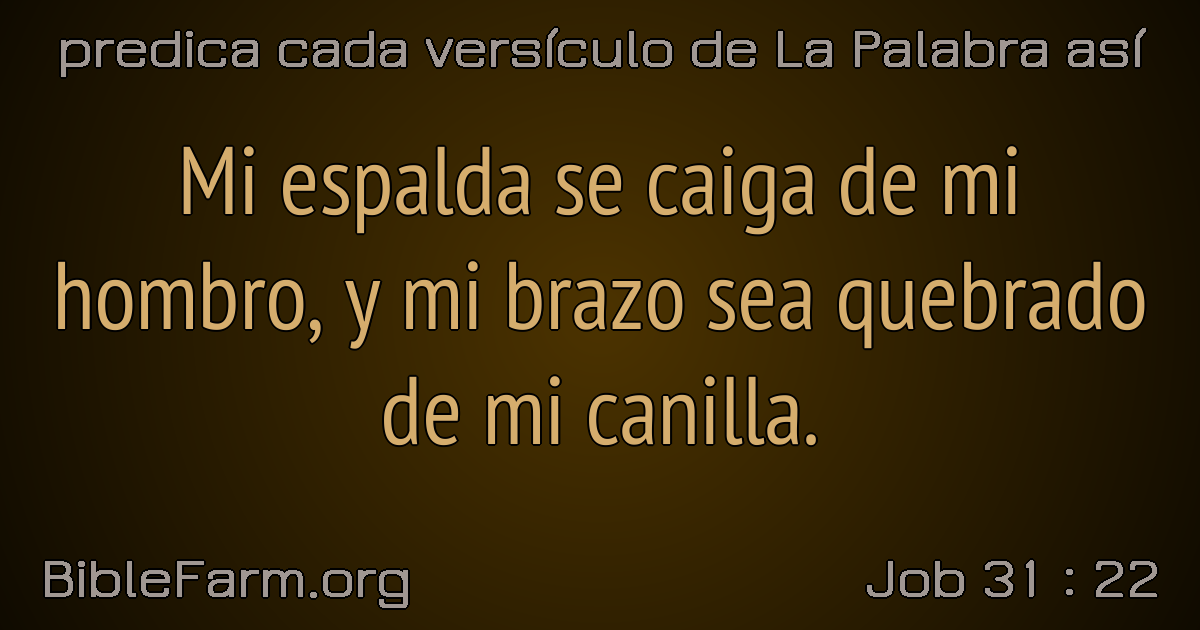 predica cada versículo de La Palabra así
Mi espalda se caiga de mi
hombro, y mi brazo sea quebrado
de mi canilla.
BibleFarm.org
Job 31 : 22